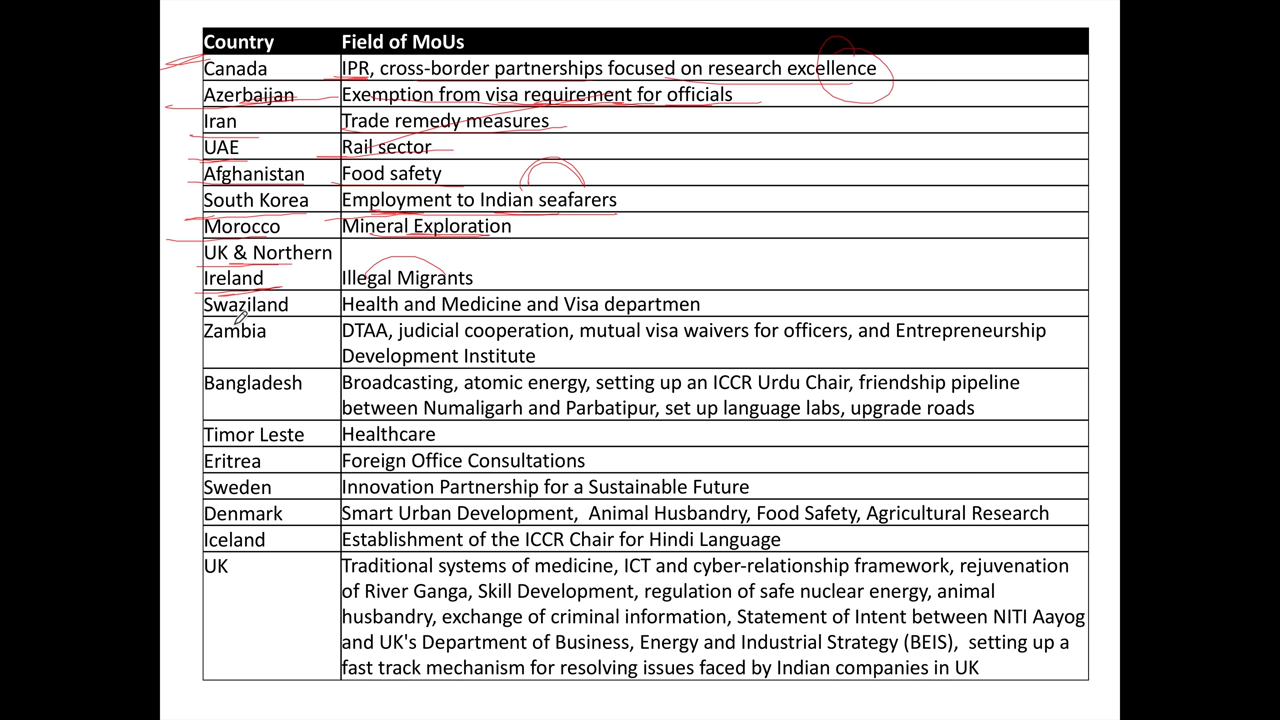 Country Field of MoUs
Canada IPR, cross-border partnerships focused on research excellence
Azerbaijan Exemption from visa requirement for officials
Iran Trade remedy measures
UAE Rail sector
Afghanistan Food safety
South Korea Employment to Indian seafarers
Morocco Mineral Exploration
UK & Northern
Ireland Illegal Migrants
Swaziland Health and Medicine and Visa departmen
Zambia DTAA, judicial cooperation, mutual visa waivers for officers, and Entrepreneurship
Development Institute
Bangladesh Broadcasting, atomic energy, setting up an ICCR Urdu Chair, friendship pipeline
between Numaligarh and Parbatipur, set up language labs, upgrade roads
Timor Leste Healthcare
Eritrea Foreign Office Consultations
Sweden Innovation Partnership for a Sustainable Future
Denmark Smart Urban Development, Animal Husbandry, Food Safety, Agricultural Research
Iceland Establishment of the ICCR Chair for Hindi Language
UK Traditional systems of medicine, ICT and cyber-relationship framework, rejuvenation
of River Ganga, Skill Development, regulation of safe nuclear energy, animal
husbandry, exchange of criminal information, Statement of Intent between NITI Aayog
and UK's Department of Business, Energy and Industrial Strategy (BEIS), setting up a
fast track mechanism for resolving issues faced by Indian companies in UK